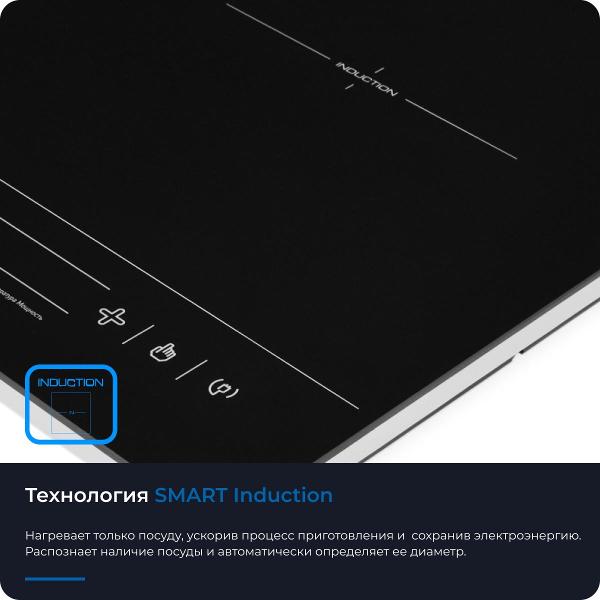 INDUCTION
Мощность
INDUCTION
Технология SMART Induction
Нагревает только посуду, ускорив процесс приготовления и сохранив электроэнергию.
Распознает наличие посуды и автоматически определяет ее диаметр.